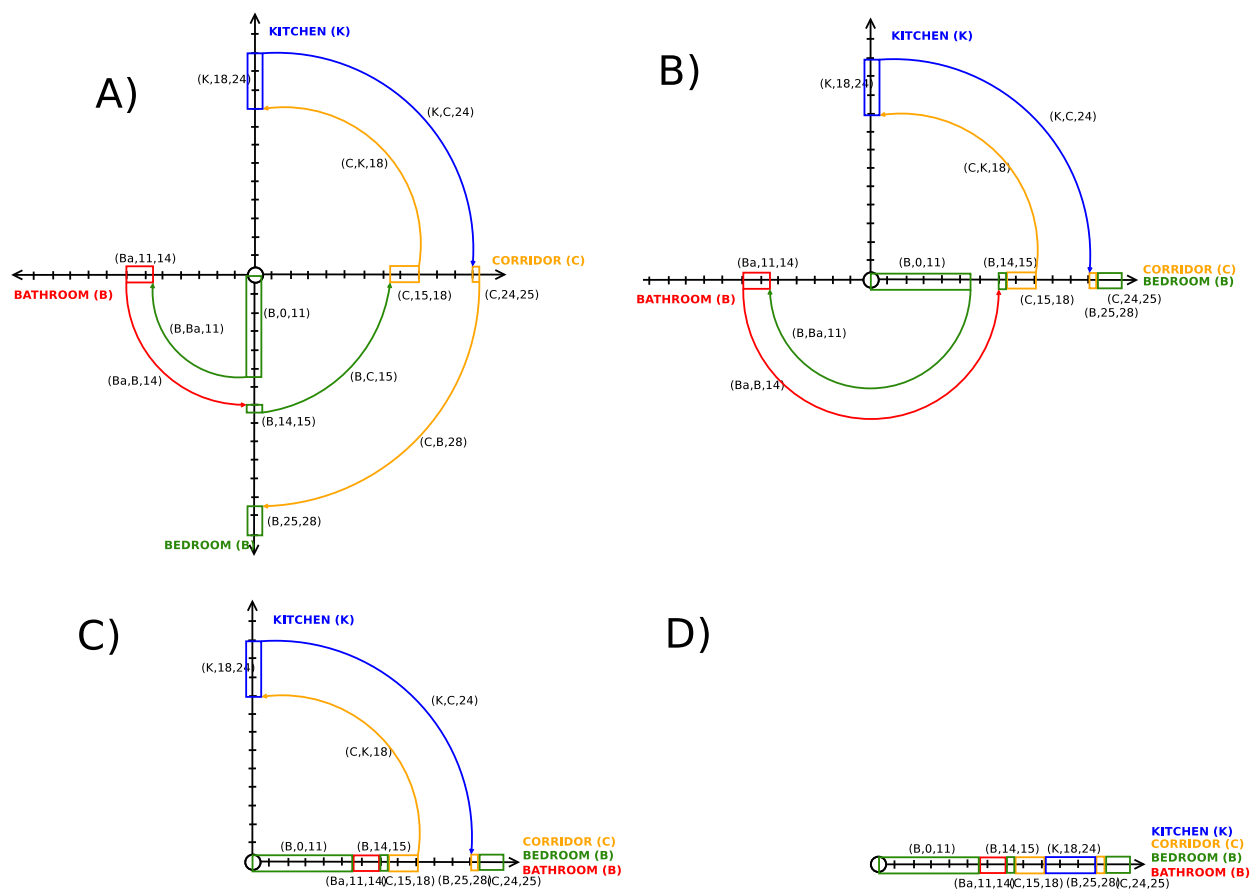 A)
KITCHEN (K)
(K,18,24)
(K,C,24)
(C,K,18)
(Ba,11,14)
CORRIDOR (C)
BATHROOM (B)
(C,15,18)
(C,24,25)
(B,0,11)
(B,Ba,11)
(B,C,15)
(Ba,B,14)
(B,14,15)
(C,B,28)
(B,25,28)
BEDROOM (B)
B)
KITCHEN (K)
(K,18,24)
(K,C,24)
(C,K,18)
(Ba,11,14)
(B,0,11)
(B,14,15)
CORRIDOR (C)
BEDROOM (B)
BATHROOM (B)
(C,15,18)
(C,24,25)
(B,25,28)
(B,Ba,11)
(Ba,B,14)
C)
KITCHEN (K)
(K,18,24)
(K,C,24)
(C,K,18)
(B,0,11)
(B,14,15)
CORRIDOR (C)
BEDROOM (B)
BATHROOM (B)
(Ba,11,14)
(C,15,18)
(B,25,28)
(C,24,25)
D)
KITCHEN (K)
CORRIDOR (C)
BEDROOM (B)
BATHROOM (B)
(B,0,11)
(B,14,15)
(K,18,24)
(Ba,11,14)
(C,15,18)
(B,25,28)
(C,24,25)